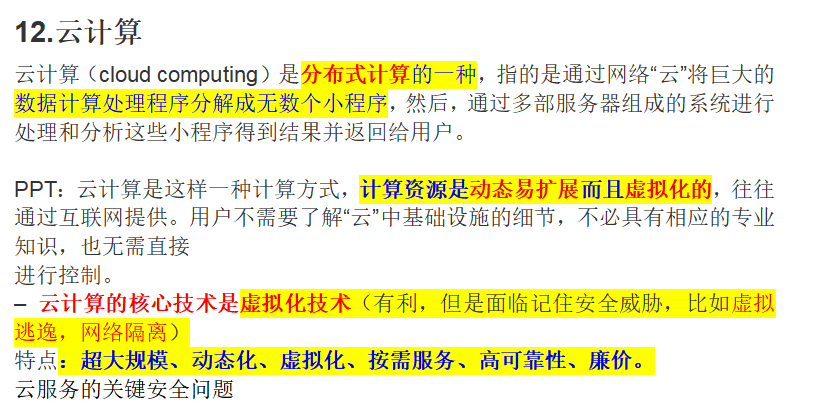 12.云计算
云计算（cloud computing）是分布式计算的一种，指的是通过网络“云”将巨大的
数据计算处理程序分解成无数个小程序，然后，通过多部服务器组成的系统进行
处理和分析这些小程序得到结果并返回给用户。
PPT：云计算是这样一种计算方式，计算资源是动态易扩展而且虚拟化的，往往
通过互联网提供。用户不需要了解“云”中基础设施的细节，不必具有相应的专业
知识，也无需直接
进行控制。
– 云计算的核心技术是虚拟化技术（有利，但是面临记住安全威胁，比如虚拟
逃逸，网络隔离）
特点：超大规模、动态化、虚拟化、按需服务、高可靠性、廉价。
云服务的关键安全问题